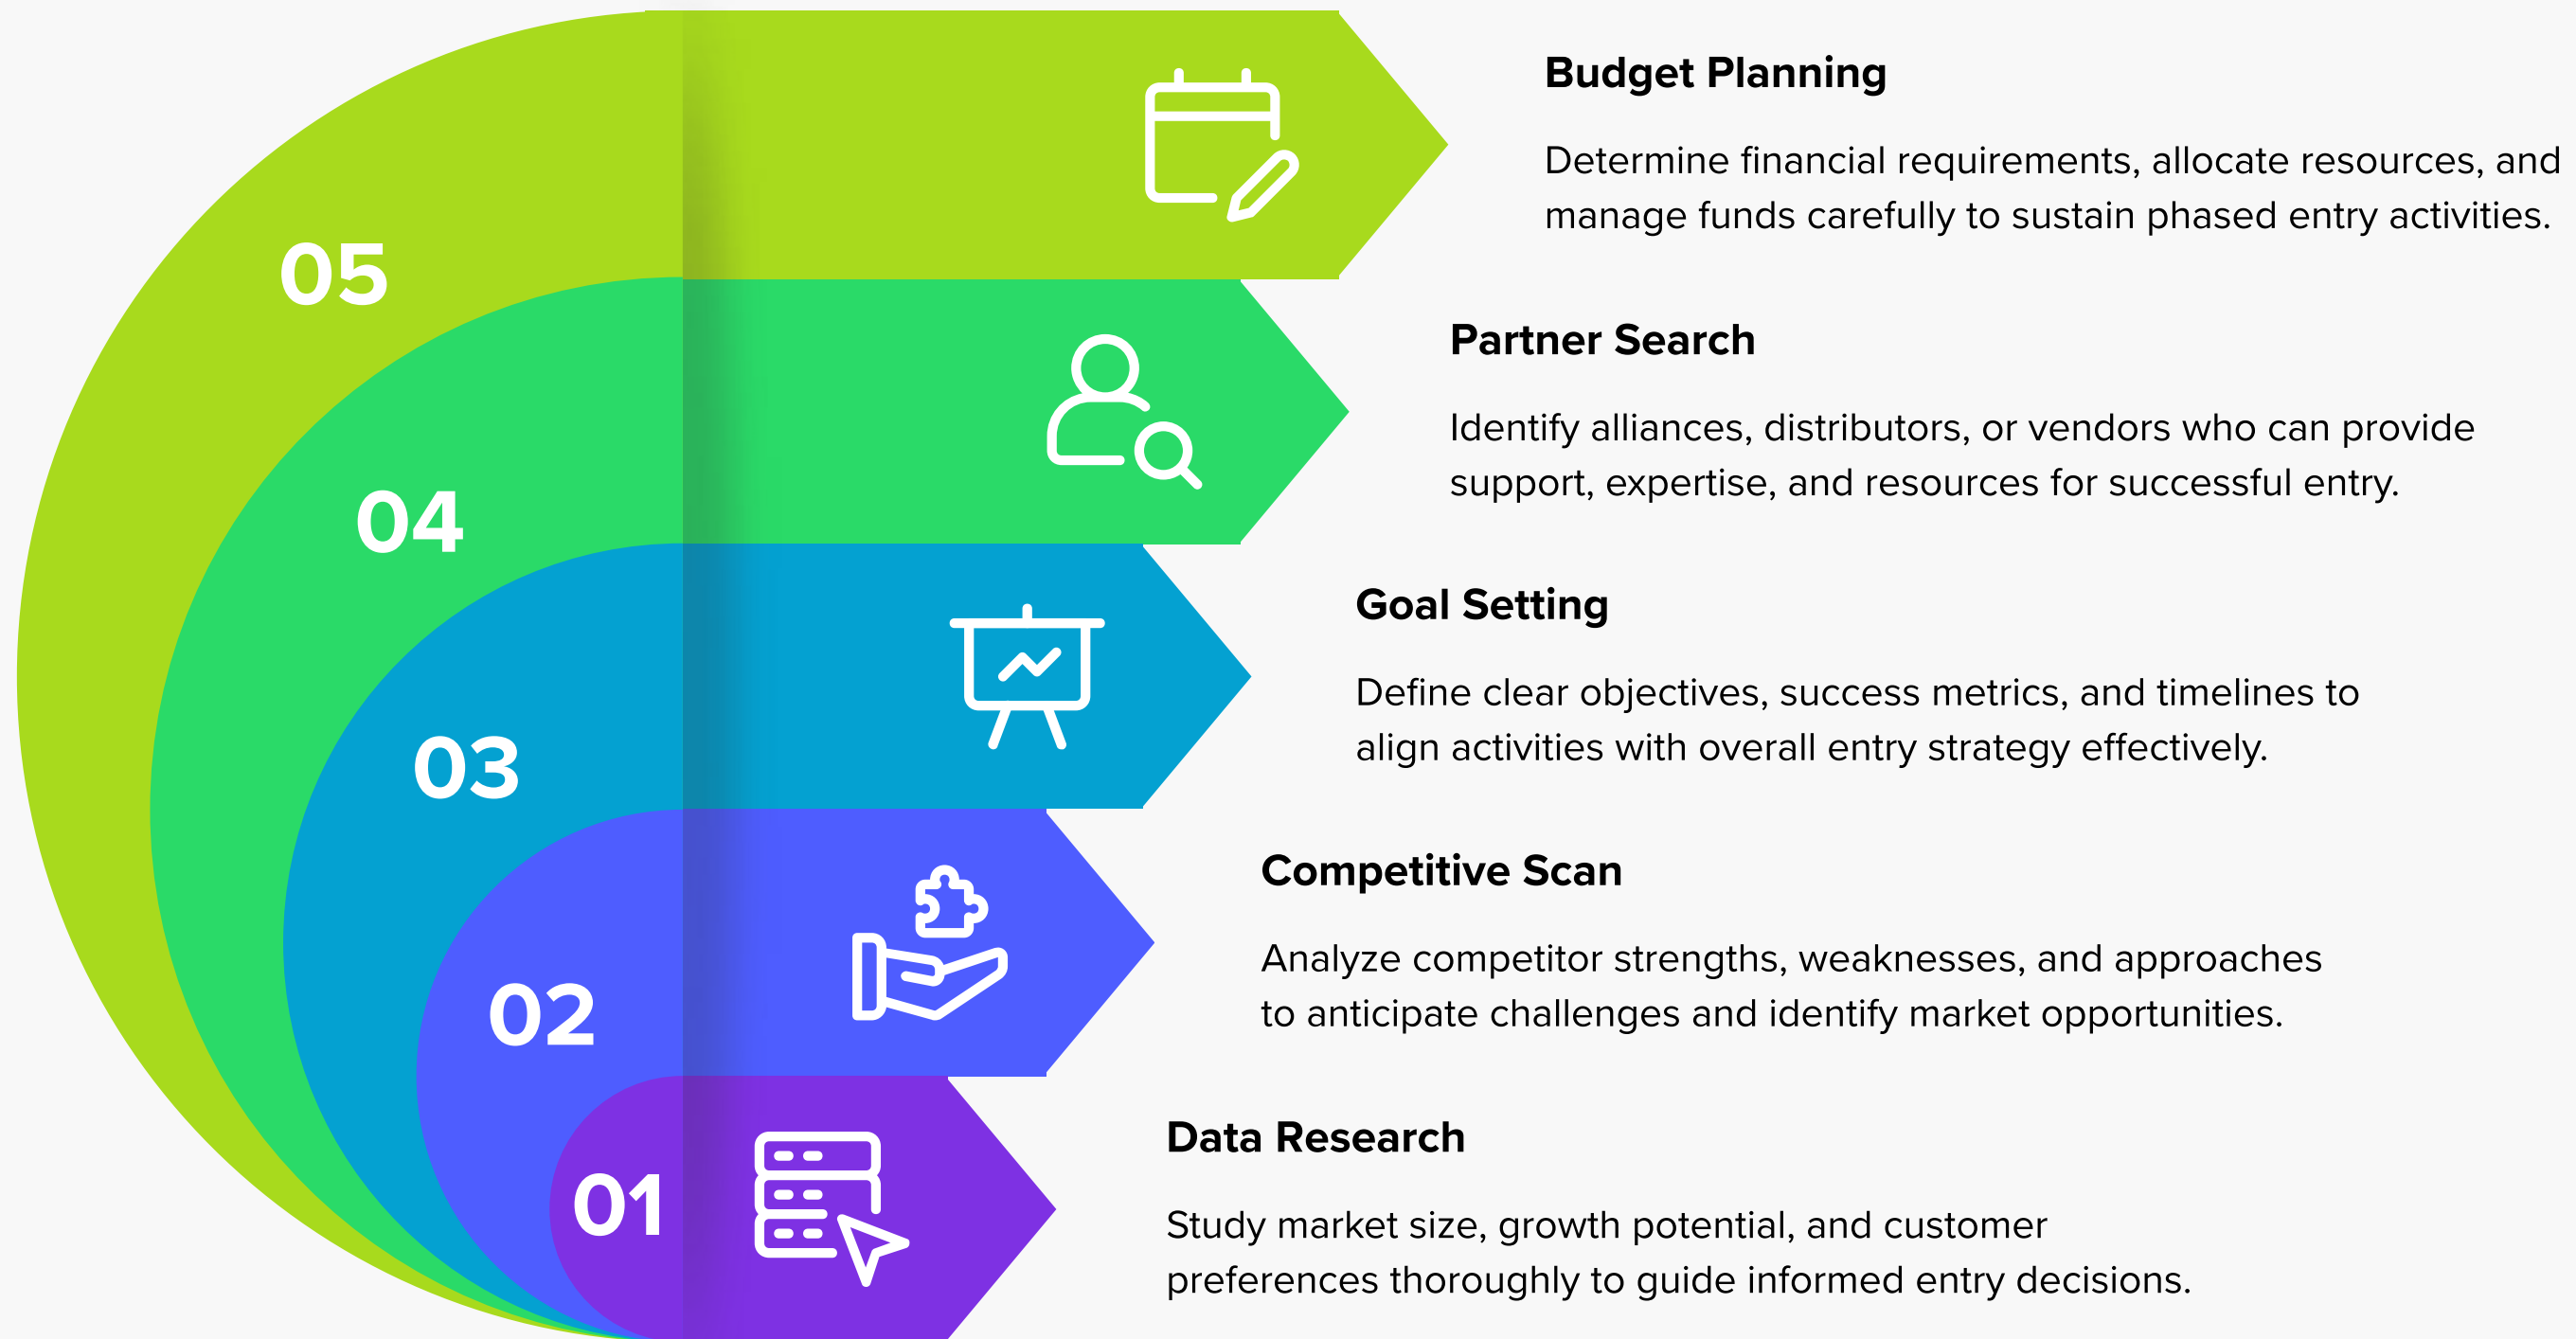 05
Budget Planning
Determine financial requirements, allocate resources, and
manage funds carefully to sustain phased entry activities.
04
Partner Search
Identify alliances, distributors, or vendors who can provide
support, expertise, and resources for successful entry.
03
Goal Setting
Define clear objectives, success metrics, and timelines to
align activities with overall entry strategy effectively.
02
Competitive Scan
Analyze competitor strengths, weaknesses, and approaches
to anticipate challenges and identify market opportunities.
01
Data Research
Study market size, growth potential, and customer
preferences thoroughly to guide informed entry decisions.